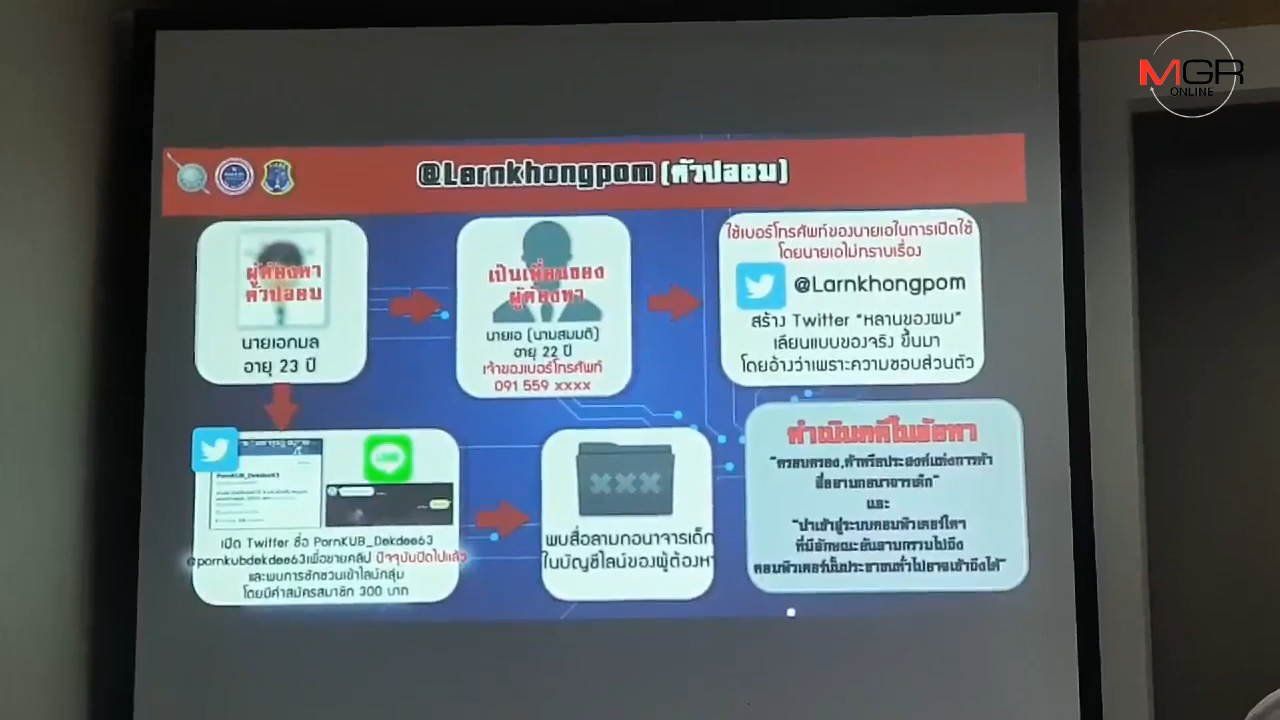 MGR
ONLINE
@Larnkhongpom (ตัวปลอม)
ผู้ต้องหา
ตัวปลอม
นายเอกมล
อายุ 23 ปี
เป็นเพื่อนของ
ผู้ต้องหา
นายเอ (นามสมมติ)
อายุ 22 ปี
เจ้าของเบอร์โทรศัพท์
091 559 xxxx
ใช้เบอร์โทรศัพท์ของนายเอในการเปิดใช้
โดยนายเอไม่ทราบเรื่อง
@Larnkhongpom
สร้าง Twitter “หลานของผม”
เลียนแบบของจริง ขึ้นมา
โดยอ้างว่าเพราะความชอบส่วนตัว
PornKUB_Dekdee63
LINE
เปิด Twitter ชื่อ PornKUB_Dekdee63
@pornkubdekdee63เพื่อขายคลิป ปัจจุบันปิดไปแล้ว
และพบการชักชวนเข้าไลน์กลุ่ม
โดยมีค่าสมัครสมาชิก 300 บาท
XXX
พบสื่อลามกอนาจารเด็ก
ในบัญชีไลน์ของผู้ต้องหา
ดำเนินคดีในข้อหา
“ครอบครอง,ค้าหรือประสงค์แห่งการค้า
สื่อลามกอนาจารเด็ก”
และ
“นำเข้าสู่ระบบคอมพิวเตอร์ใดๆ
ที่มีลักษณะอันลามกรวมไปถึง
คอมพิวเตอร์นั้นประชาชนทั่วไปอาจเข้าถึงได้”